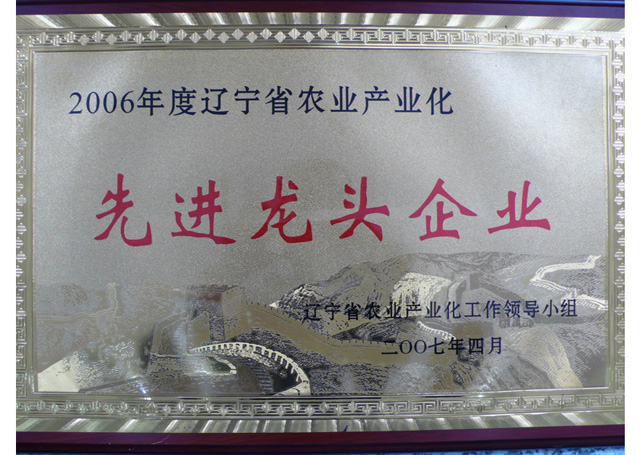 2006年度辽宁省农业产业化
先进龙头企业
辽宁省农业产业化工作领导小组
二〇〇七年四月